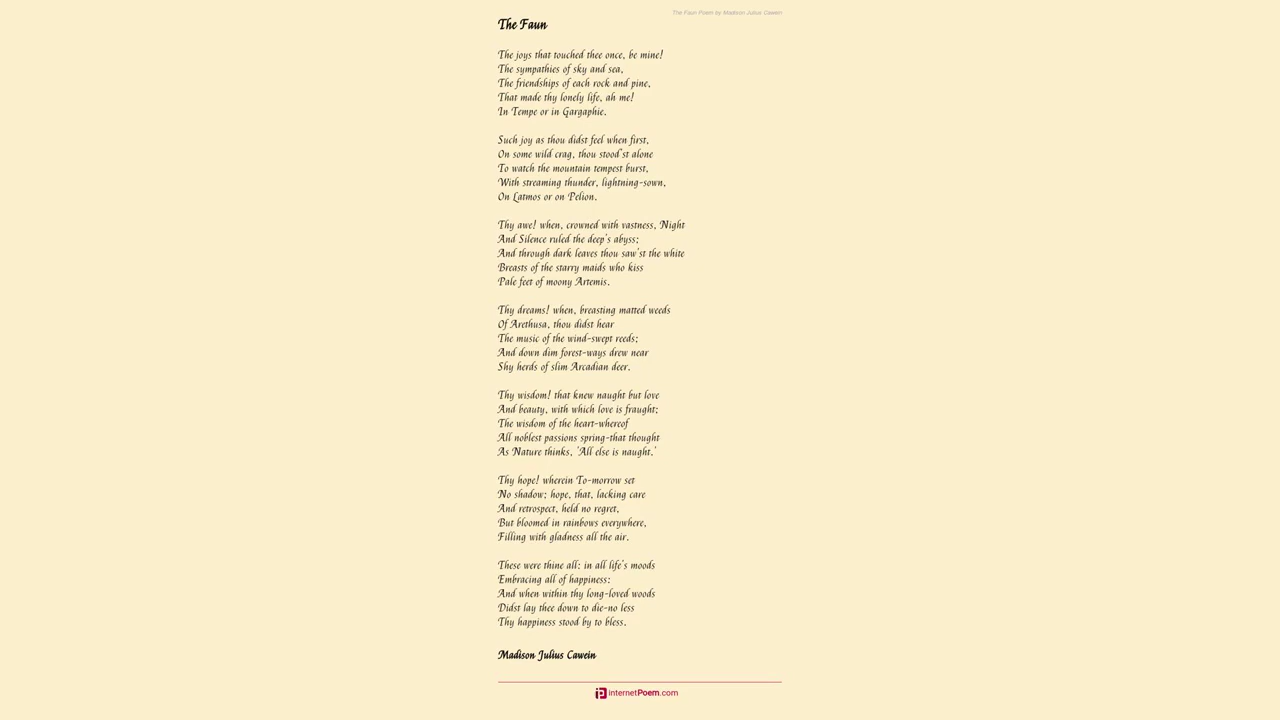 The Faun Poem by Madison Julius Cawein
The Faun
The joys that touched thee once, be mine!
The sympathies of sky and sea,
The friendships of each rock and pine,
That made thy lonely life, ah me!
In Tempe or in Gargaphie.
Such joy as thou didst feel when first,
On some wild crag, thou stood'st alone
To watch the mountain tempest burst,
With streaming thunder, lightning-sown,
On Latmos or on Pelion.
Thy awe! when, crowned with vastness, Night
And Silence ruled the deep's abyss;
And through dark leaves thou saw'st the white
Breasts of the starry maids who kiss
Pale feet of moony Artemis.
Thy dreams! when, breasting matted weeds
Of Arethusa, thou didst hear
The music of the wind-swept reeds;
And down dim forest-ways drew near
Shy herds of slim Arcadian deer.
Thy wisdom! that knew naught but love
And beauty, with which love is fraught;
The wisdom of the heart-whereof
All noblest passions spring-that thought
As Nature thinks, 'All else is naught.'
Thy hope! wherein To-morrow set
No shadow; hope, that, lacking care
And retrospect, held no regret,
But bloomed in rainbows everywhere,
Filling with gladness all the air.
These were thine all: in all life's moods
Embracing all of happiness:
And when within thy long-loved woods
Didst lay thee down to die-no less
Thy happiness stood by to bless.
Madison Julius Cawein
internetPoem.com